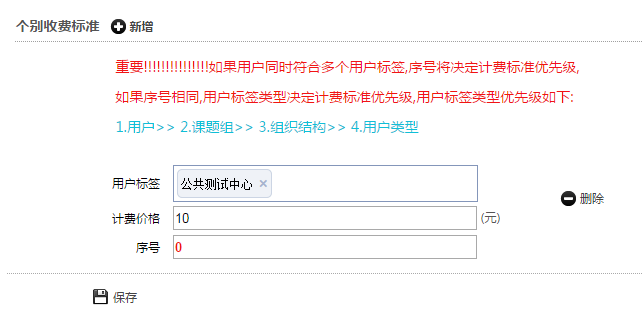 个别收费标准 新增
重要!!!!!!!!!!!!!!!如果用户同时符合多个用户标签,序号将决定计费标准优先级,
如果序号相同,用户标签类型决定计费标准优先级,用户标签类型优先级如下:
1.用户>> 2.课题组>> 3.组织结构>> 4.用户类型
用户标签 公共测试中心 × 删除
计费价格 10 (元)
序号 0
保存